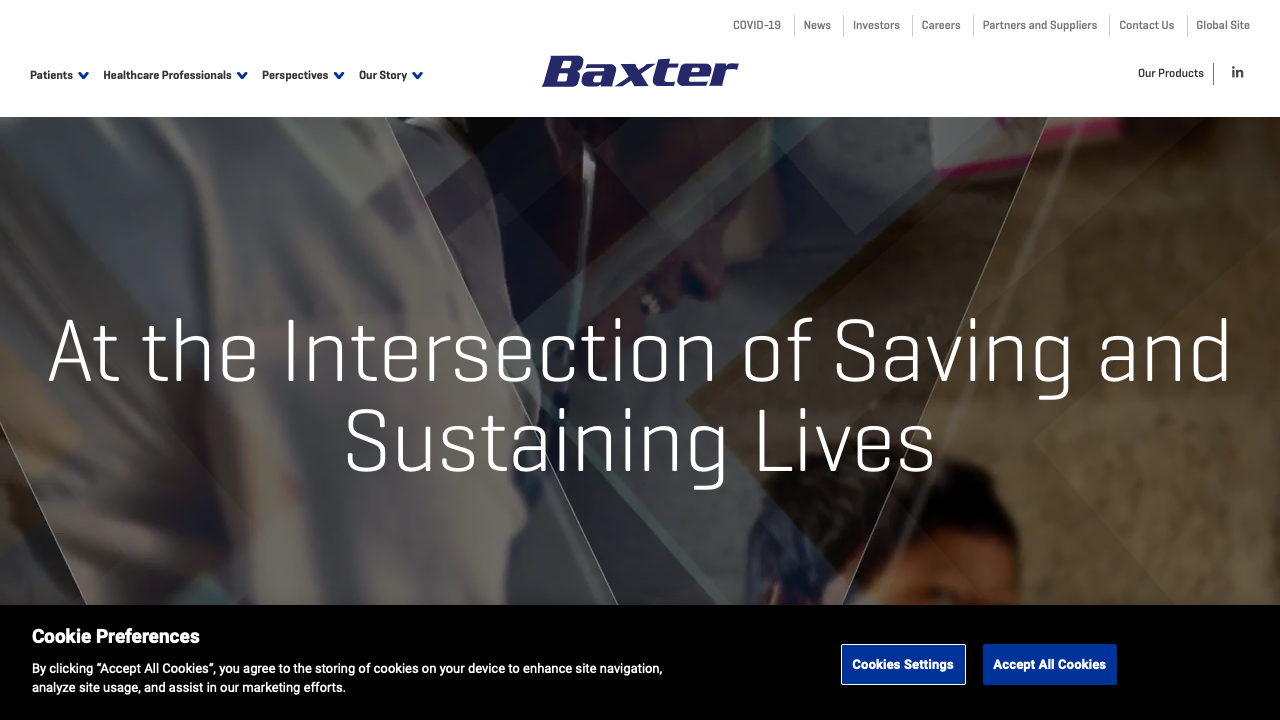 COVID-19 News Investors Careers Partners and Suppliers Contact Us Global Site
Patients Healthcare Professionals Perspectives Our Story Baxter Our Products in
At the Intersection of Saving and
Sustaining Lives
Cookie Preferences
By clicking “Accept All Cookies”, you agree to the storing of cookies on your device to enhance site navigation,
analyze site usage, and assist in our marketing efforts.
Cookies Settings Accept All Cookies